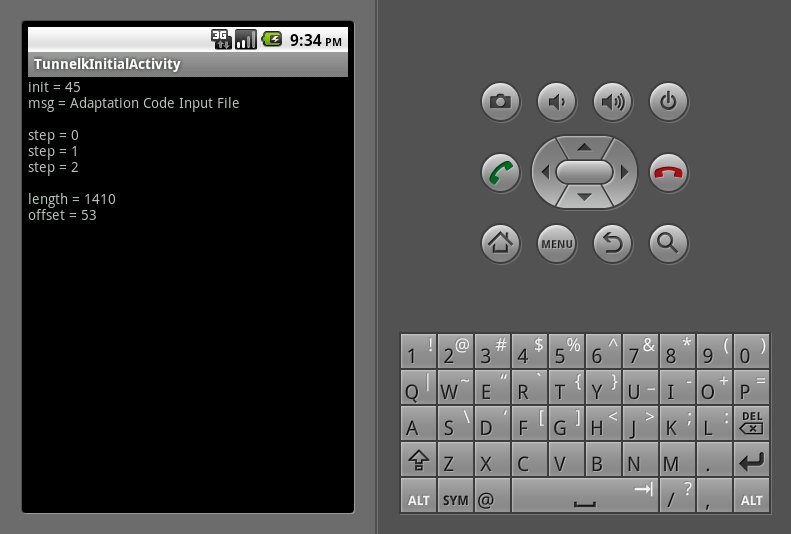 3G 9:34 PM
TunnelkInitialActivity
init = 45
msg = Adaptation Code Input File
step = 0
step = 1
step = 2
length = 1410
offset = 53
MENU
1 ! 2 @ 3 # 4 $ 5 % 6 ^ 7 & 8 * 9 ( 0 )
Q | W ~ E “ R ` T { Y } U _ I - O + P =
A S \ D ‘ F [ G ] H < J > K ; L : DEL
Z X C V B N M .
ALT SYM @ / ? , ALT